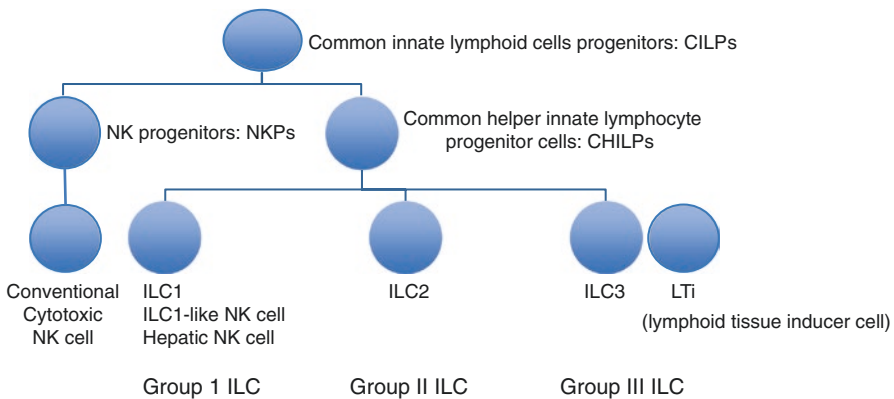 Common innate lymphoid cells progenitors: CILPs
NK progenitors: NKPs
Common helper innate lymphocyte
progenitor cells: CHILPs
Conventional
Cytotoxic
NK cell
ILC1
ILC1-like NK cell
Hepatic NK cell
ILC2
ILC3
LTi
(lymphoid tissue inducer cell)
Group 1 ILC
Group II ILC
Group III ILC